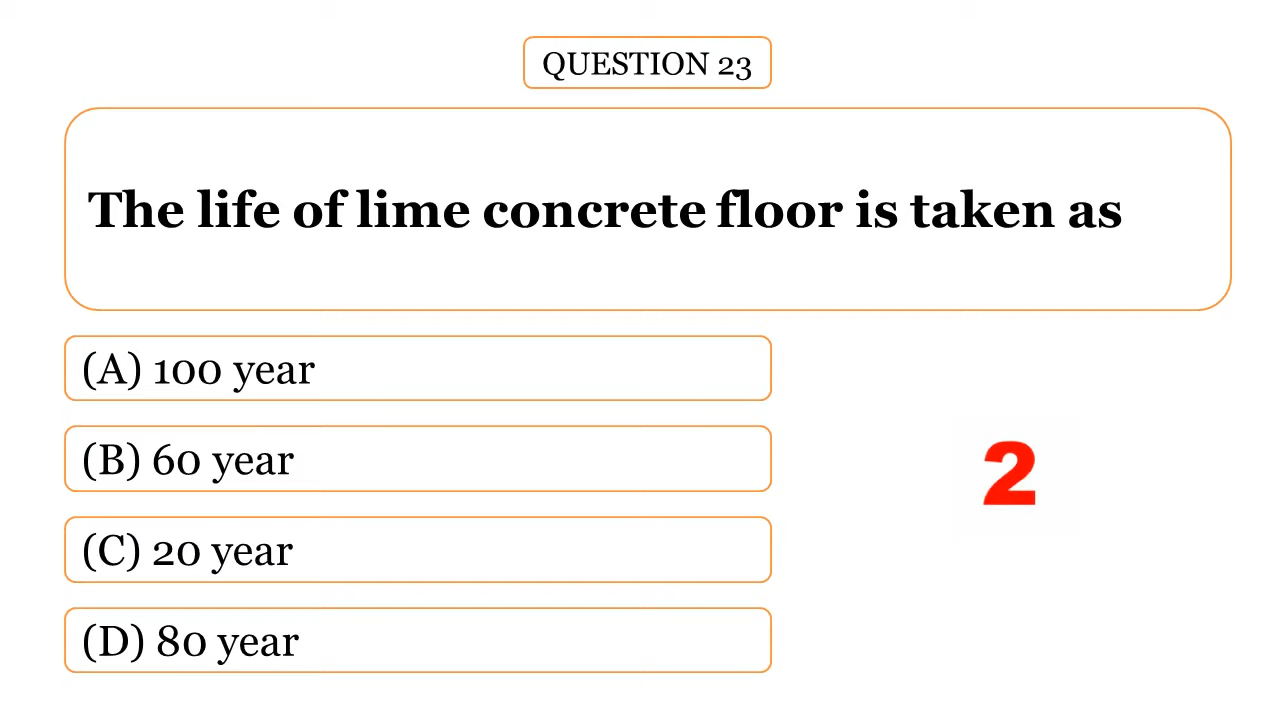 QUESTION 23
The life of lime concrete floor is taken as
(A) 100 year
(B) 60 year
2
(C) 20 year
(D) 80 year